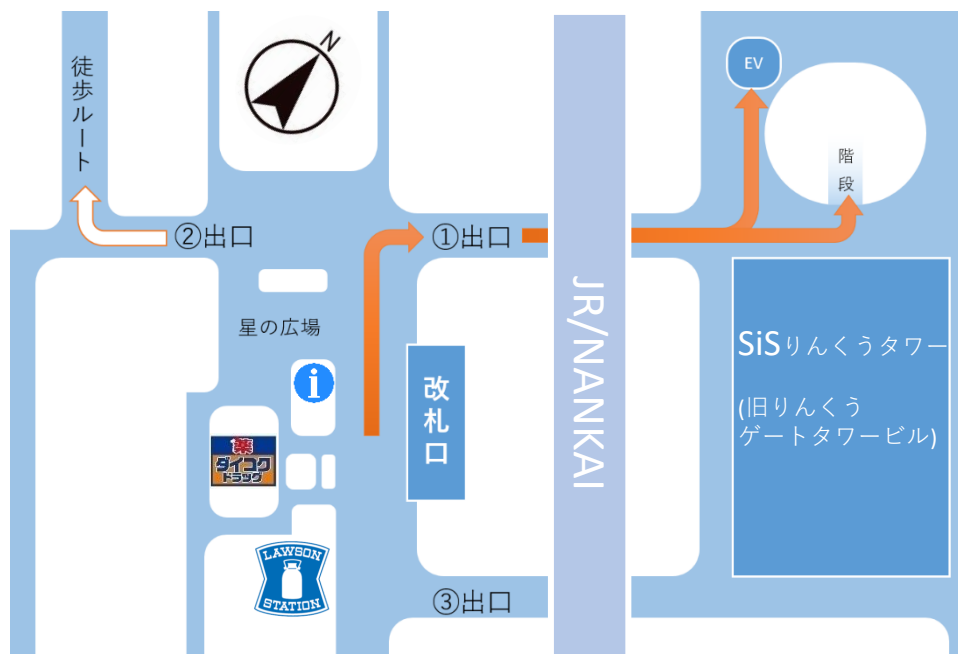 N
徒歩ルート
EV
階段
②出口
①出口
星の広場
i
改札口
JR/NANKAI
SiSりんくうタワー
(旧りんくう
ゲートタワービル)
薬
ダイコク
ドラッグ
LAWSON
STATION
③出口